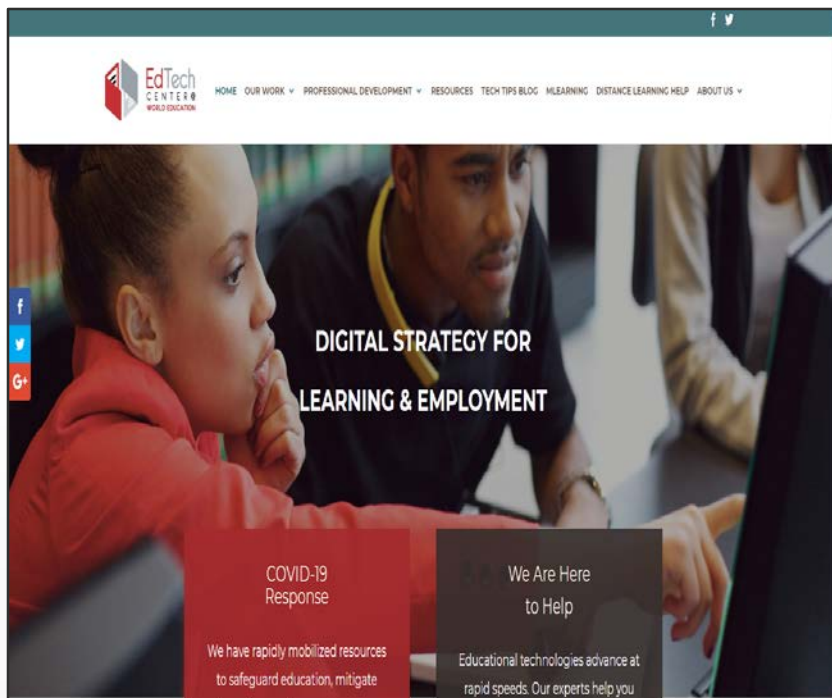 EdTech
CENTER@
WORLD EDUCATION
HOME OUR WORK PROFESSIONAL DEVELOPMENT RESOURCES TECH TIPS BLOG MLEARNING DISTANCE LEARNING HELP ABOUT US
DIGITAL STRATEGY FOR
LEARNING & EMPLOYMENT
COVID-19
Response
We have rapidly mobilized resources
to safeguard education, mitigate
We Are Here
to Help
Educational technologies advance at
rapid speeds. Our experts help you